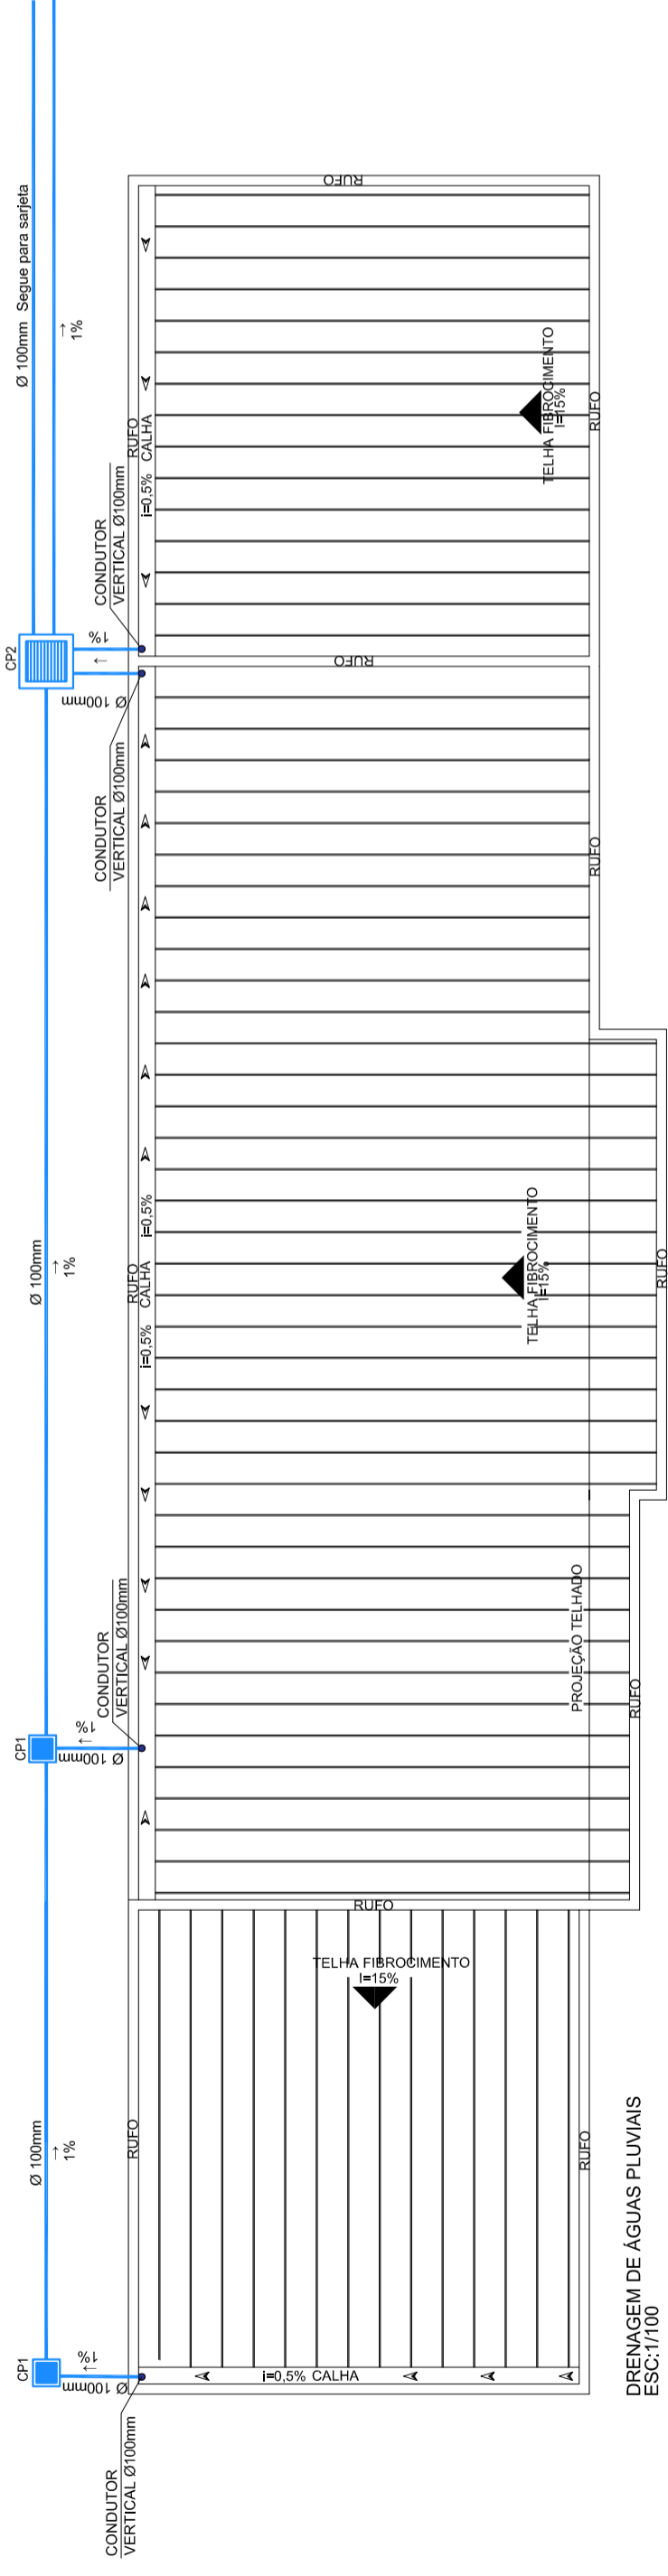 Ø 100mm  Segue para sarjeta
→
1%
RUFO
RUFO
CALHA
i=0,5%
TELHA FIBROCIMENTO
I=15%
RUFO
CONDUTOR
VERTICAL Ø100mm
CP2
1%
↑
Ø 100mm
RUFO
CONDUTOR
VERTICAL Ø100mm
RUFO
Ø 100mm
→
1%
i=0,5%
RUFO
CALHA
i=0,5%
TELHA FIBROCIMENTO
I=15%
RUFO
CONDUTOR
VERTICAL Ø100mm
PROJEÇÃO TELHADO
RUFO
CP1
1%
↑
Ø 100mm
RUFO
TELHA FIBROCIMENTO
I=15%
Ø 100mm
→
1%
RUFO
RUFO
CP1
1%
↑
Ø 100mm
i=0,5%  CALHA
CONDUTOR
VERTICAL Ø100mm
DRENAGEM DE ÁGUAS PLUVIAIS
ESC:1/100